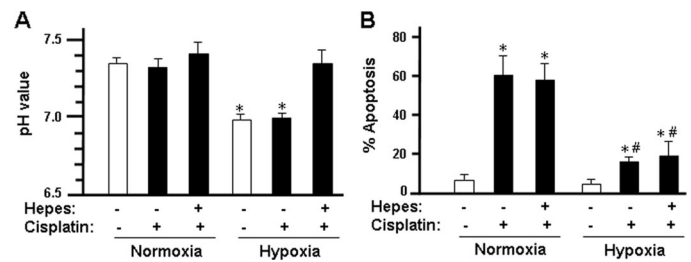 A
pH value
7.5
7.0
6.5
* *
Hepes: - - + - - +
Cisplatin: - + + - + +
Normoxia Hypoxia
B
% Apoptosis
80
60
40
20
0
* * *# *#
Hepes: - - + - - +
Cisplatin: - + + - + +
Normoxia Hypoxia